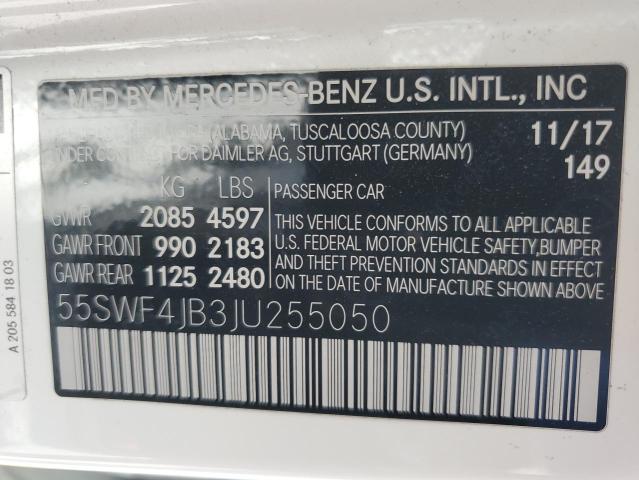 MFD BY MERCEDES-BENZ U.S. INTL., INC
(ALABAMA, TUSCALOOSA COUNTY) 11/17
UNDER CONTRACT FOR DAIMLER AG, STUTTGART (GERMANY) 149
KG LBS PASSENGER CAR
GVWR 2085 4597
GAWR FRONT 990 2183
GAWR REAR 1125 2480
THIS VEHICLE CONFORMS TO ALL APPLICABLE
U.S. FEDERAL MOTOR VEHICLE SAFETY,BUMPER
AND THEFT PREVENTION STANDARDS IN EFFECT
ON THE DATE OF MANUFACTURE SHOWN ABOVE.
55SWF4JB3JU255050
A 205 584 18 03